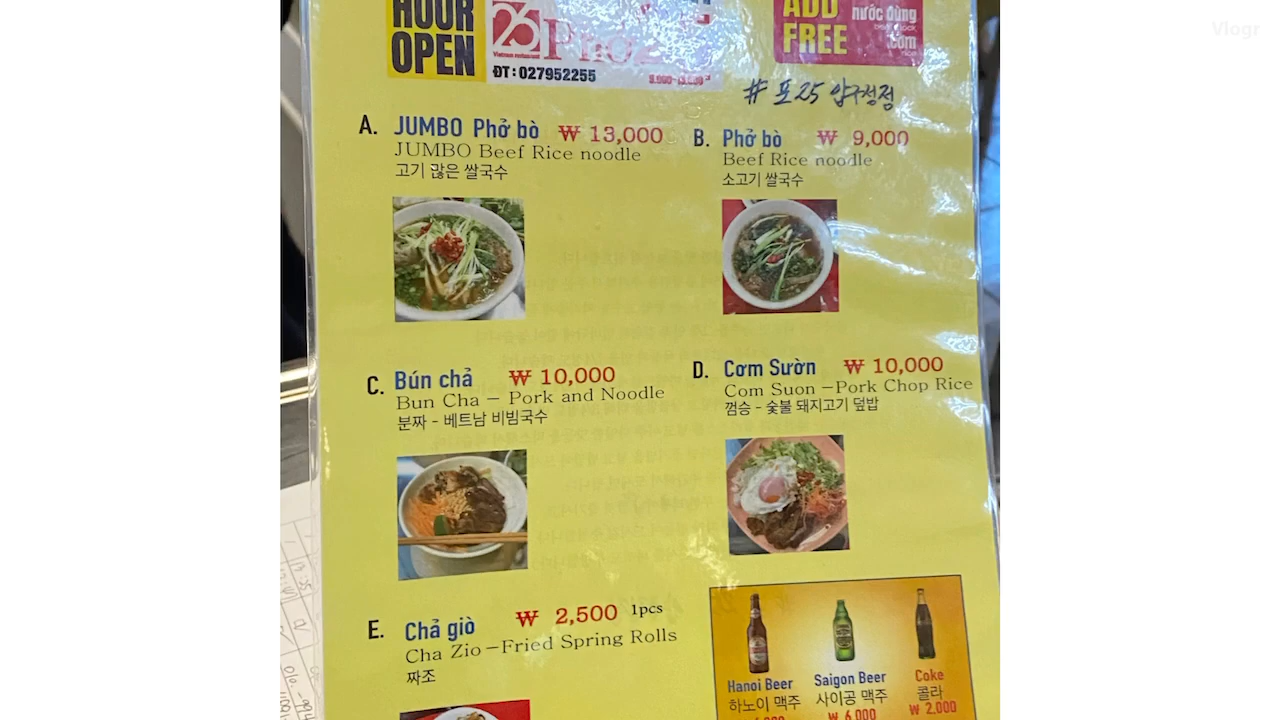 HOUR
OPEN
ĐT : 027952255
ADD
FREE
nước dùng
cơm
# 포25 압구정점
A. JUMBO Phở bò ₩ 13,000
JUMBO Beef Rice noodle
고기 많은 쌀국수
B. Phở bò ₩ 9,000
Beef Rice noodle
소고기 쌀국수
C. Bún chả ₩ 10,000
Bun Cha – Pork and Noodle
분짜 - 베트남 비빔국수
D. Cơm Sườn ₩ 10,000
Com Suon –Pork Chop Rice
껌승 - 숯불 돼지고기 덮밥
E. Chả giò ₩ 2,500 1pcs
Cha Zio –Fried Spring Rolls
짜조
Hanoi Beer
하노이 맥주
Saigon Beer
사이공 맥주
₩ 6,000
Coke
콜라
₩ 2,000
Vlogr